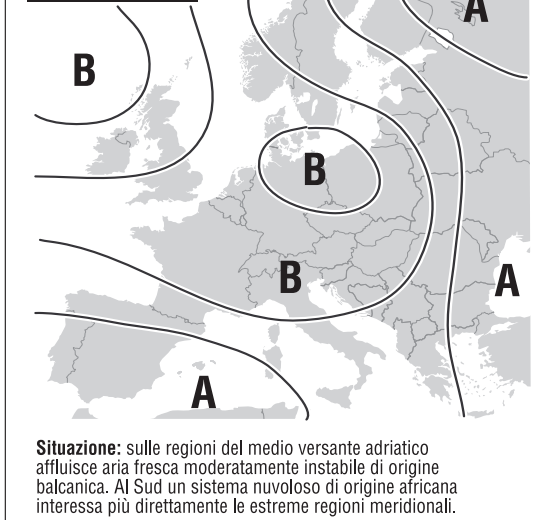 A
B
B
B
A
A
Situazione: sulle regioni del medio versante adriatico
affluisce aria fresca moderatamente instabile di origine
balcanica. Al Sud un sistema nuvoloso di origine africana
interessa più direttamente le estreme regioni meridionali.